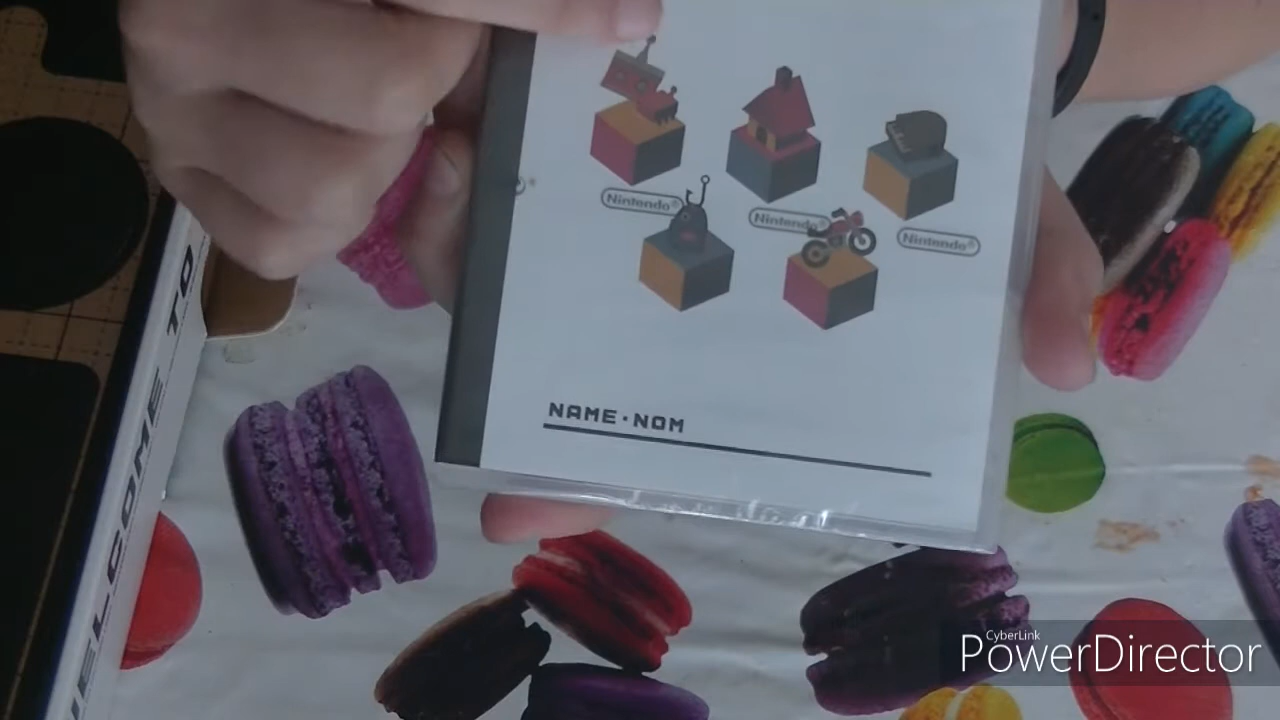 Nintendo®
Nintendo®
Nintendo®
NAME·NOM
WELCOME TO
CyberLink
PowerDirector